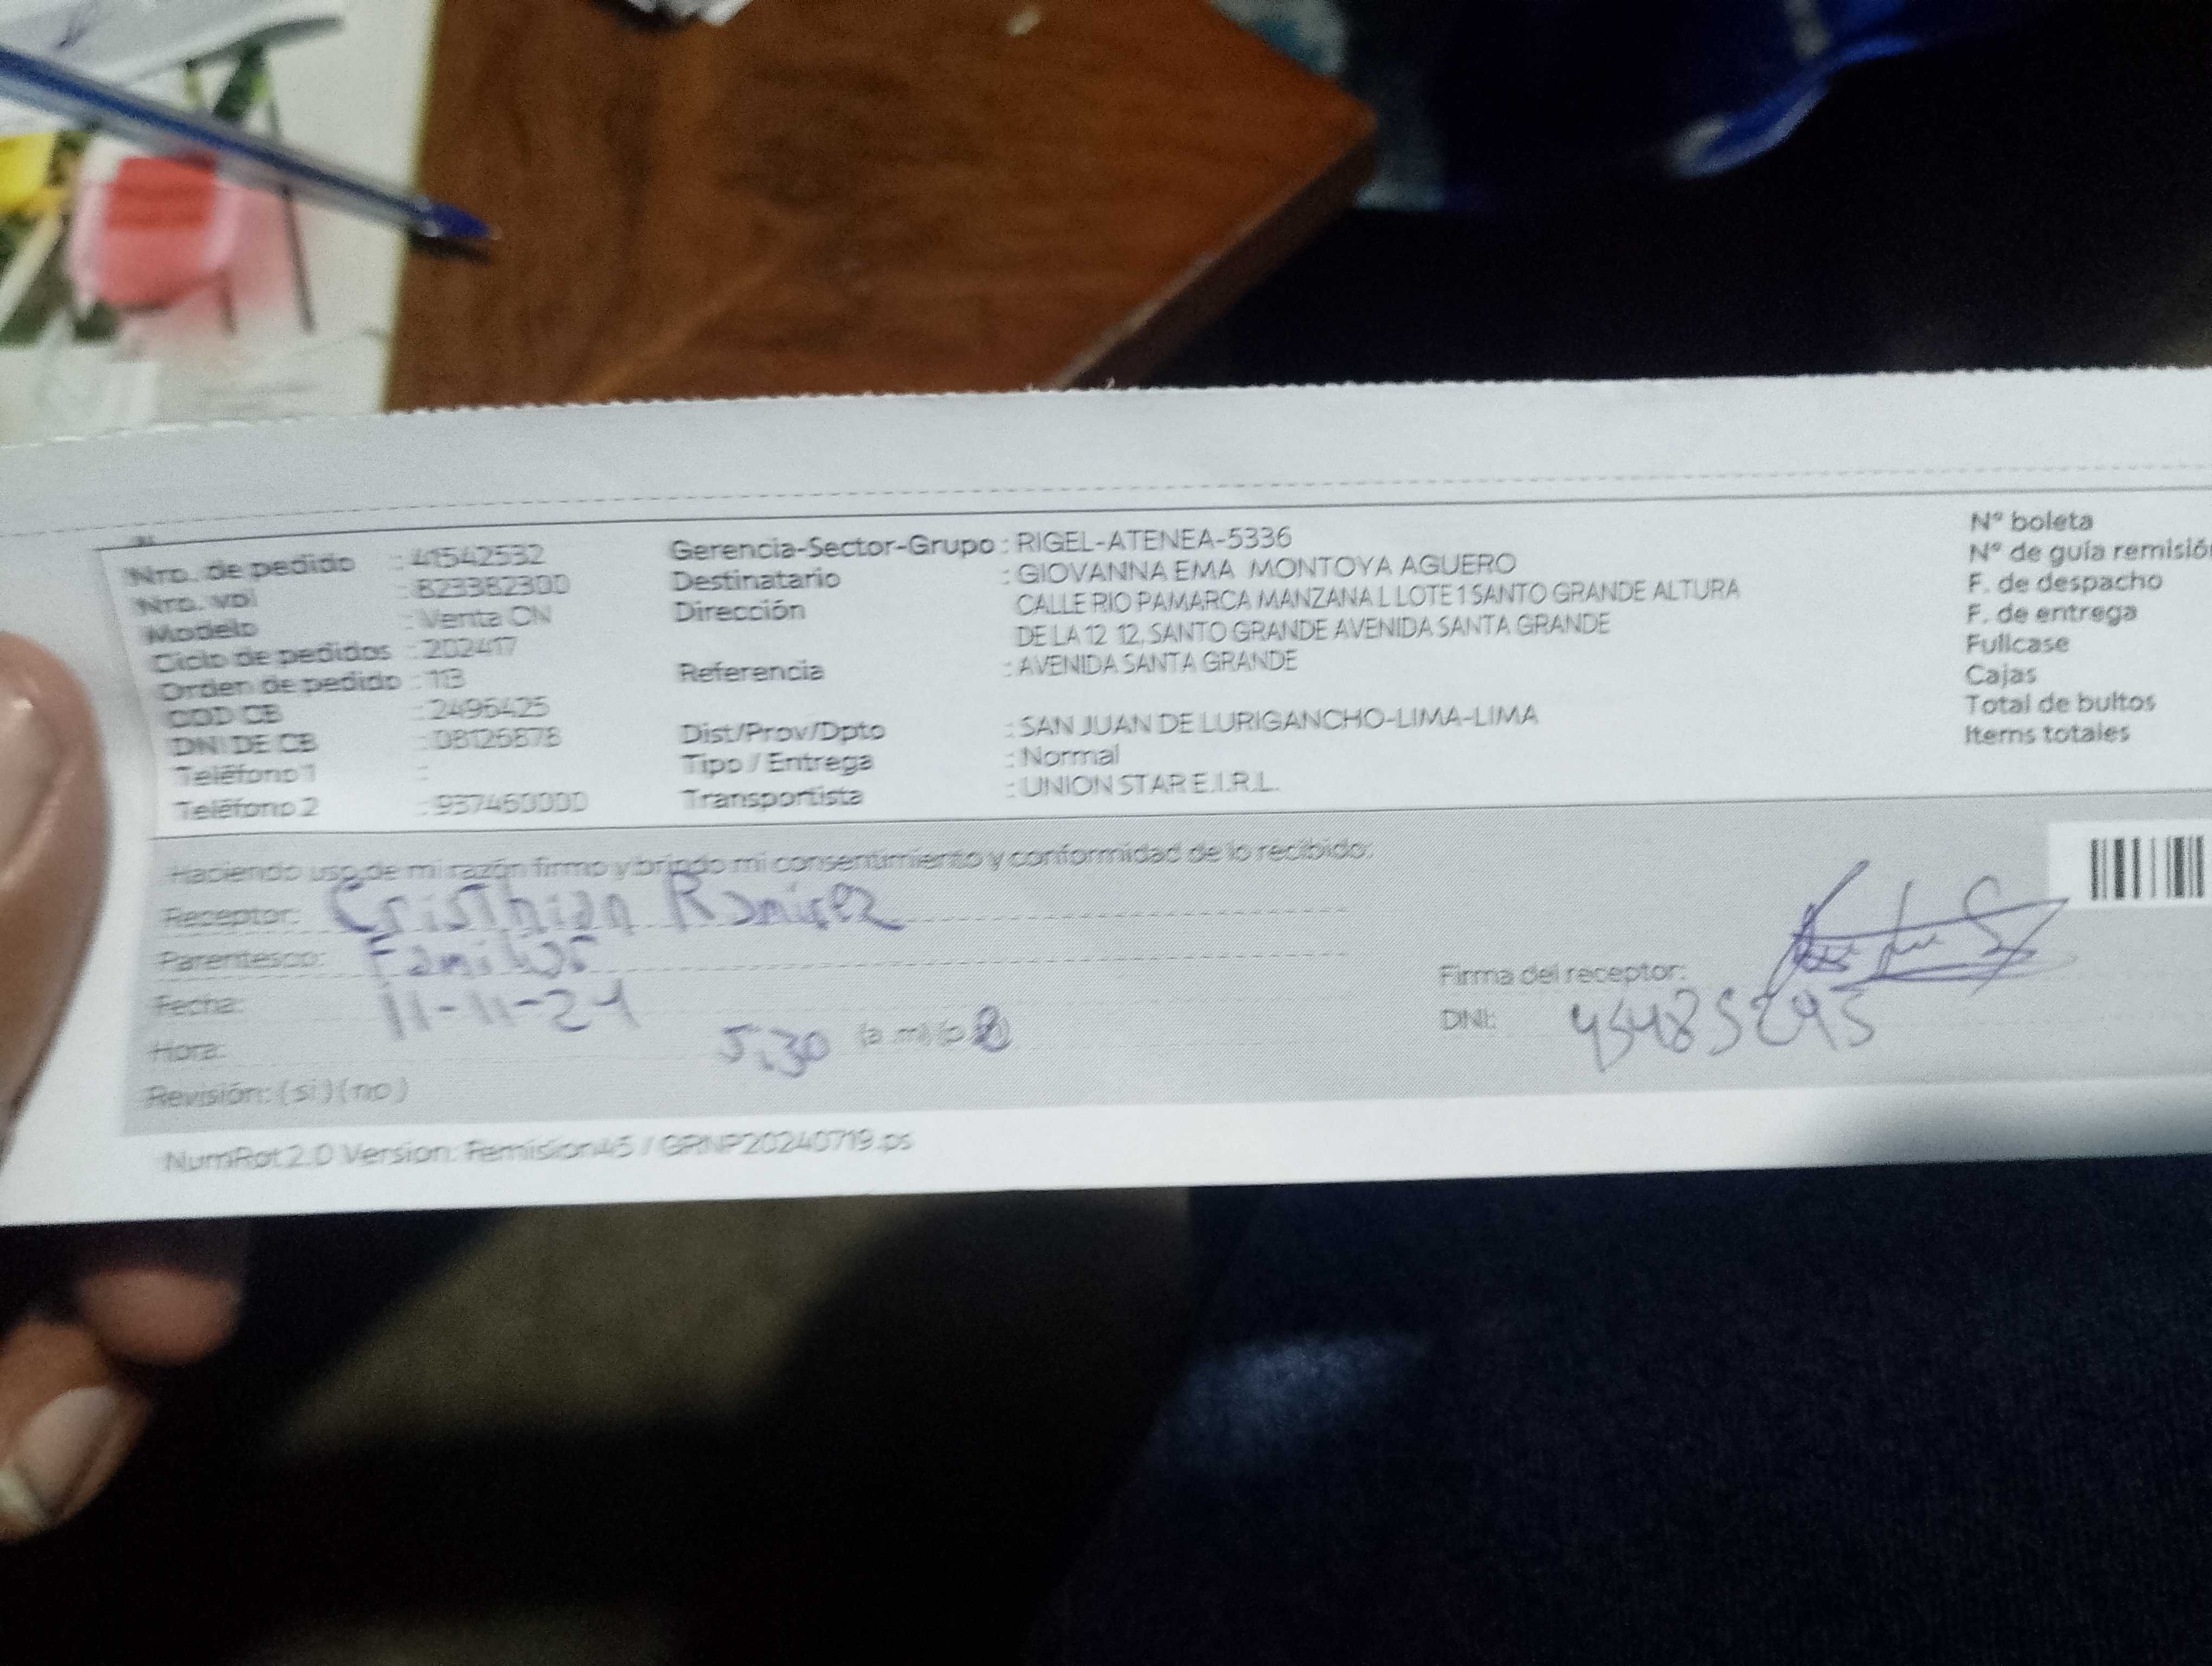 Nro. de pedido : 41542532
Nro. vpl : 823382300
Modelo : Venta CN
Ciclo de pedidos : 202417
Orden de pedido : 113
COD CB : 2496425
DNI DE CB : 08126878
Teléfono 1 :
Teléfono 2 : 937460000
Gerencia-Sector-Grupo : RIGEL-ATENEA-5336
Destinatario : GIOVANNA EMA MONTOYA AGUERO
Dirección : CALLE RIO PAMARCA MANZANA L LOTE 1 SANTO GRANDE ALTURA
DE LA 12 12, SANTO GRANDE AVENIDA SANTA GRANDE
Referencia : AVENIDA SANTA GRANDE
Dist/Prov/Dpto : SAN JUAN DE LURIGANCHO-LIMA-LIMA
Tipo / Entrega : Normal
Transportista : UNION STAR E.I.R.L.
N° boleta
N° de guía remisió
F. de despacho
F. de entrega
Fullcase
Cajas
Total de bultos
Items totales
Haciendo uso de mi razón firmo y brindo mi consentimiento y conformidad de lo recibido:
Receptor: Cristhian Ramirez
Parentesco: Familiar
Fecha: 11-11-24
Hora: 5:30 (a.m)(p
Revisión: (si)(no)
Firma del receptor:
DNI: 45485295
NumRot 2.0 Version: Remision45 / GRNP20240719.ps